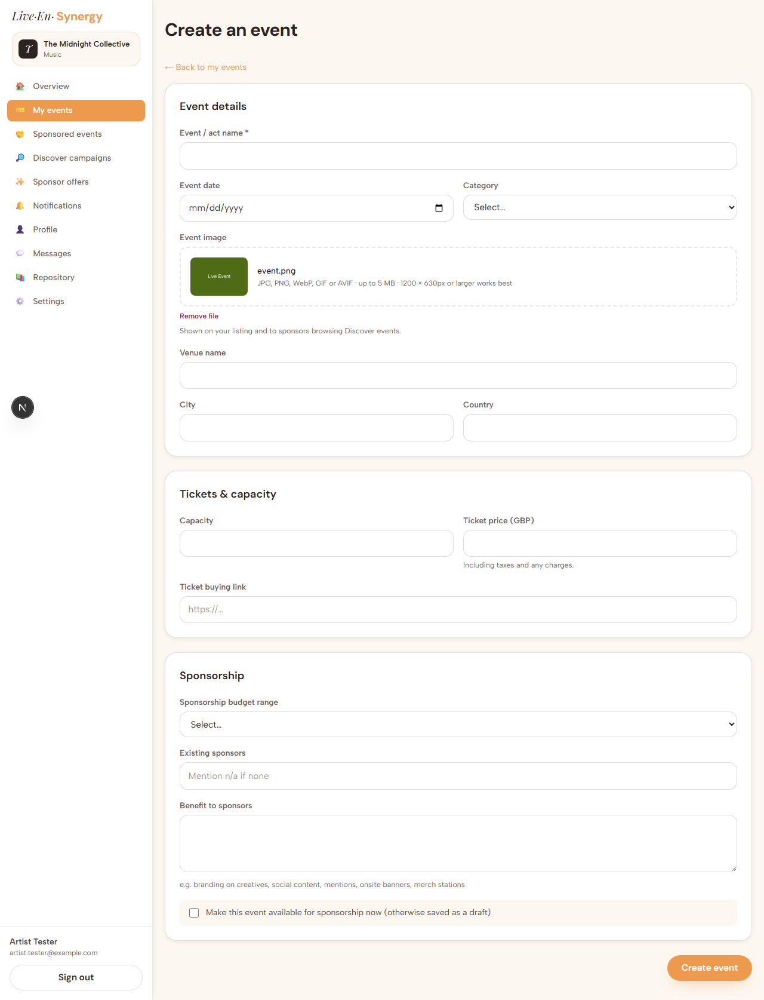 Live·En· Synergy
T
The Midnight Collective
Music
Overview
My events
Sponsored events
Discover campaigns
Sponsor offers
Notifications
Profile
Messages
Repository
Settings
N
Artist Tester
artist.tester@example.com
Sign out
Create an event
← Back to my events
Event details
Event / act name *
Event date
Category
mm/dd/yyyy
Select...
Event image
Live Event
event.png
JPG, PNG, WebP, GIF or AVIF · up to 5 MB · 1200 × 630px or larger works best
Remove file
Shown on your listing and to sponsors browsing Discover events.
Venue name
City
Country
Tickets & capacity
Capacity
Ticket price (GBP)
Including taxes and any charges.
Ticket buying link
https://...
Sponsorship
Sponsorship budget range
Select...
Existing sponsors
Mention n/a if none
Benefit to sponsors
e.g. branding on creatives, social content, mentions, onsite banners, merch stations
Make this event available for sponsorship now (otherwise saved as a draft)
Create event